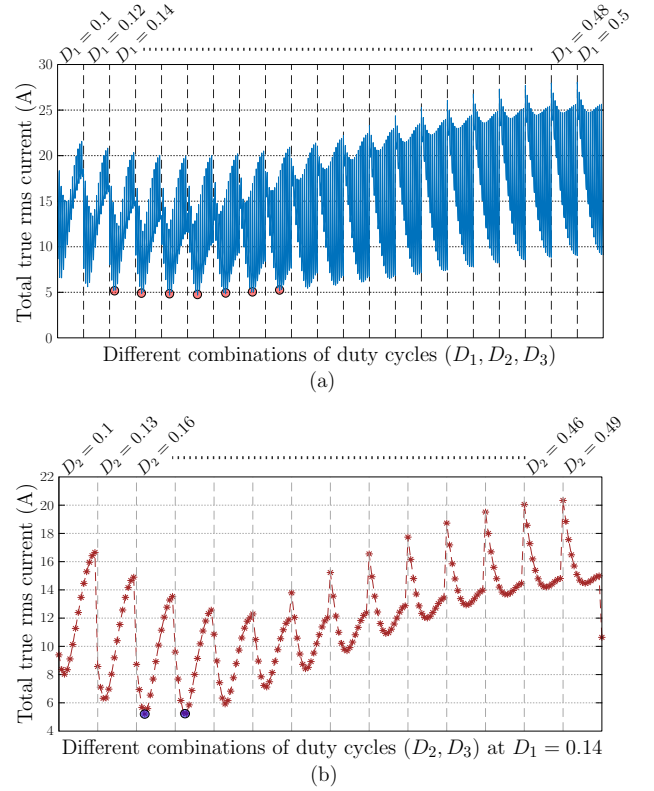 D₁ = 0.1
D₁ = 0.12
D₁ = 0.14
D₁ = 0.48
D₁ = 0.5
30
25
20
15
10
5
0
Total true rms current (A)
Different combinations of duty cycles (D₁, D₂, D₃)
(a)
D₂ = 0.1
D₂ = 0.13
D₂ = 0.16
D₂ = 0.46
D₂ = 0.49
22
20
18
16
14
12
10
8
6
4
Total true rms current (A)
Different combinations of duty cycles (D₂, D₃) at D₁ = 0.14
(b)